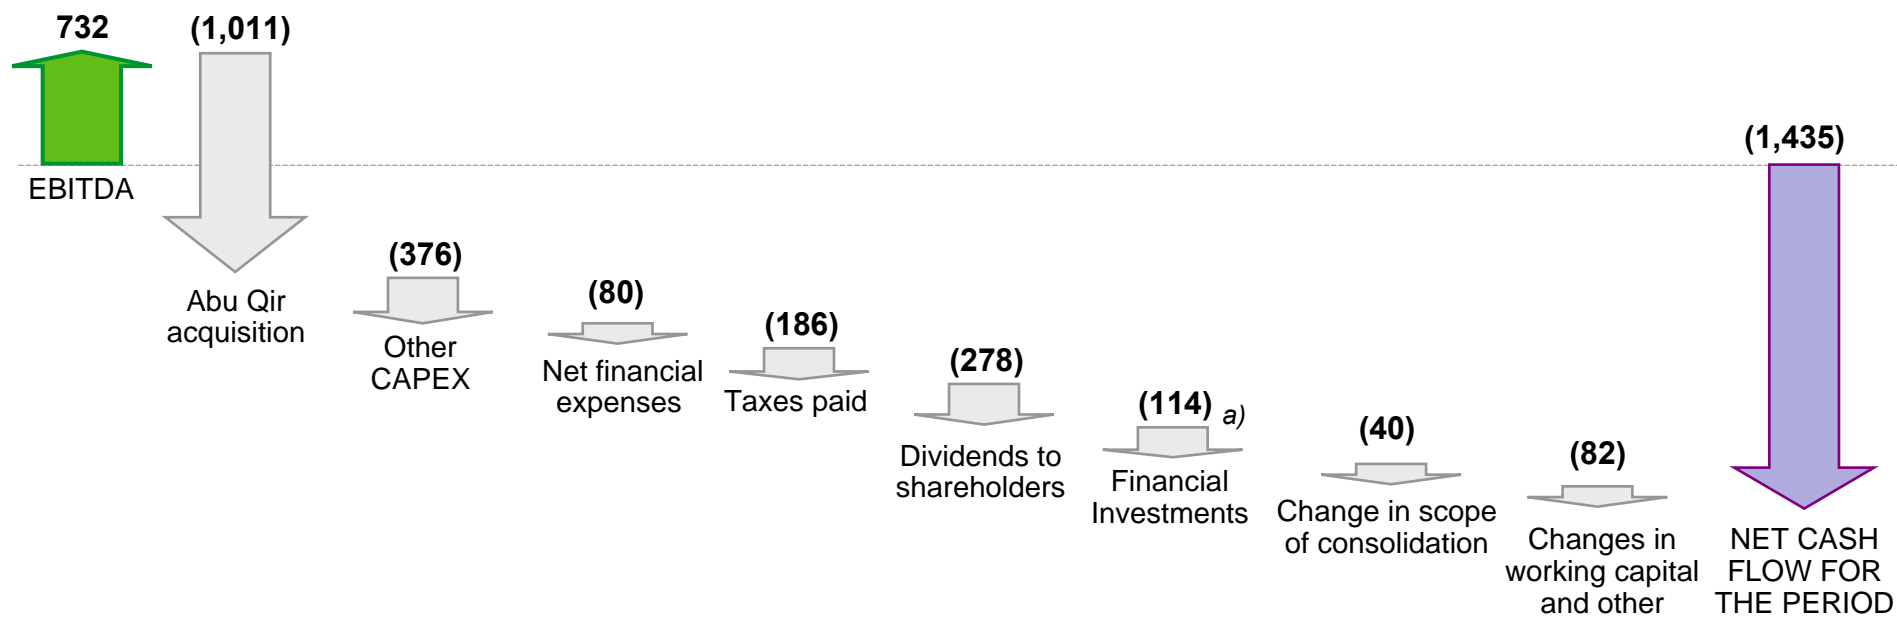 732
EBITDA
(1,011)
Abu Qir
acquisition
(376)
Other
CAPEX
(80)
Net financial
expenses
(186)
Taxes paid
(278)
Dividends to
shareholders
(114) a)
Financial
Investments
(40)
Change in scope
of consolidation
(82)
Changes in
working capital
and other
(1,435)
NET CASH
FLOW FOR
THE PERIOD